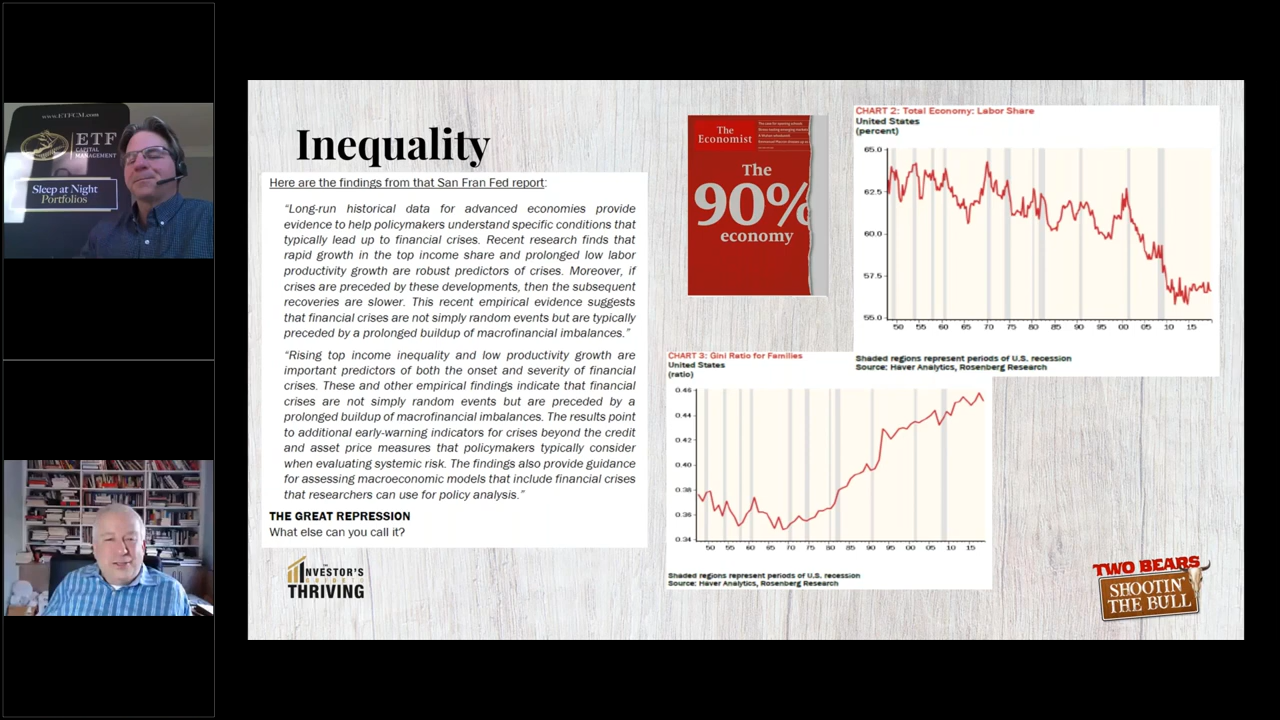 www.ETFCM.com
ETF
CAPITAL
MANAGEMENT
Sleep at Night
Portfolios
Inequality
Here are the findings from that San Fran Fed report:
“Long-run historical data for advanced economies provide
evidence to help policymakers understand specific conditions that
typically lead up to financial crises. Recent research finds that
rapid growth in the top income share and prolonged low labor
productivity growth are robust predictors of crises. Moreover, if
crises are preceded by these developments, then the subsequent
recoveries are slower. This recent empirical evidence suggests
that financial crises are not simply random events but are typically
preceded by a prolonged buildup of macrofinancial imbalances.”
“Rising top income inequality and low productivity growth are
important predictors of both the onset and severity of financial
crises. These and other empirical findings indicate that financial
crises are not simply random events but are preceded by a
prolonged buildup of macrofinancial imbalances. The results point
to additional early-warning indicators for crises beyond the credit
and asset price measures that policymakers typically consider
when evaluating systemic risk. The findings also provide guidance
for assessing macroeconomic models that include financial crises
that researchers can use for policy analysis.”
THE GREAT REPRESSION
What else can you call it?
INVESTOR'S
THRIVING
The
Economist
The
90%
economy
CHART 2: Total Economy: Labor Share
United States
(percent)
65.0
62.5
60.0
57.5
55.0
50 55 60 65 70 75 80 85 90 95 00 05 10 15
Shaded regions represent periods of U.S. recession
Source: Haver Analytics, Rosenberg Research
CHART 3: Gini Ratio for Families
United States
(ratio)
0.46
0.44
0.42
0.40
0.38
0.36
0.34
50 55 60 65 70 75 80 85 90 95 00 05 10 15
Shaded regions represent periods of U.S. recession
Source: Haver Analytics, Rosenberg Research
TWO BEARS
SHOOTIN'
THE BULL